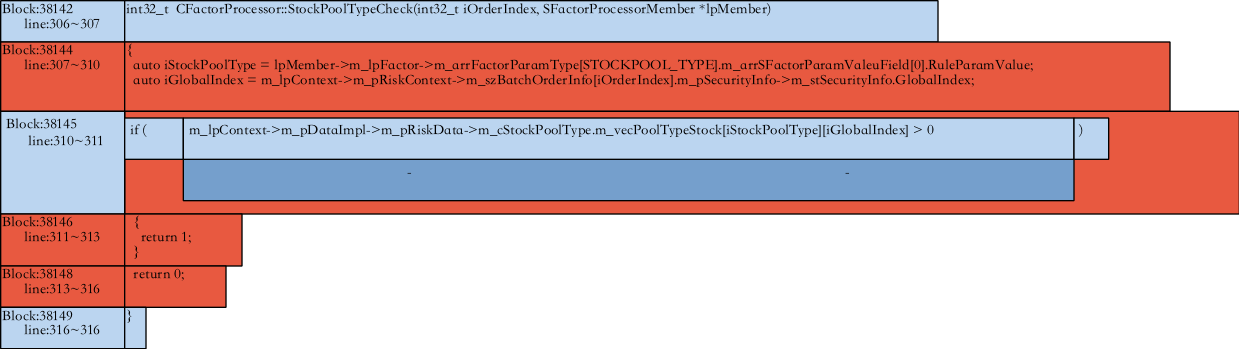 Block:38142 int32_t  CFactorProcessor::StockPoolTypeCheck(int32_t iOrderIndex, SFactorProcessorMember *lpMember)
line:306~307
Block:38144 {
line:307~310 auto iStockPoolType = lpMember->m_lpFactor->m_arrFactorParamType[STOCKPOOL_TYPE].m_arrSFactorParamValeuField[0].RuleParamValue;
auto iGlobalIndex = m_lpContext->m_pRiskContext->m_szBatchOrderInfo[iOrderIndex].m_pSecurityInfo->m_stSecurityInfo.GlobalIndex;
Block:38145 if ( m_lpContext->m_pDataImpl->m_pRiskData->m_cStockPoolType.m_vecPoolTypeStock[iStockPoolType][iGlobalIndex] > 0 )
line:310~311
- -
Block:38146 {
line:311~313 return 1;
}
Block:38148 return 0;
line:313~316
Block:38149 }
line:316~316